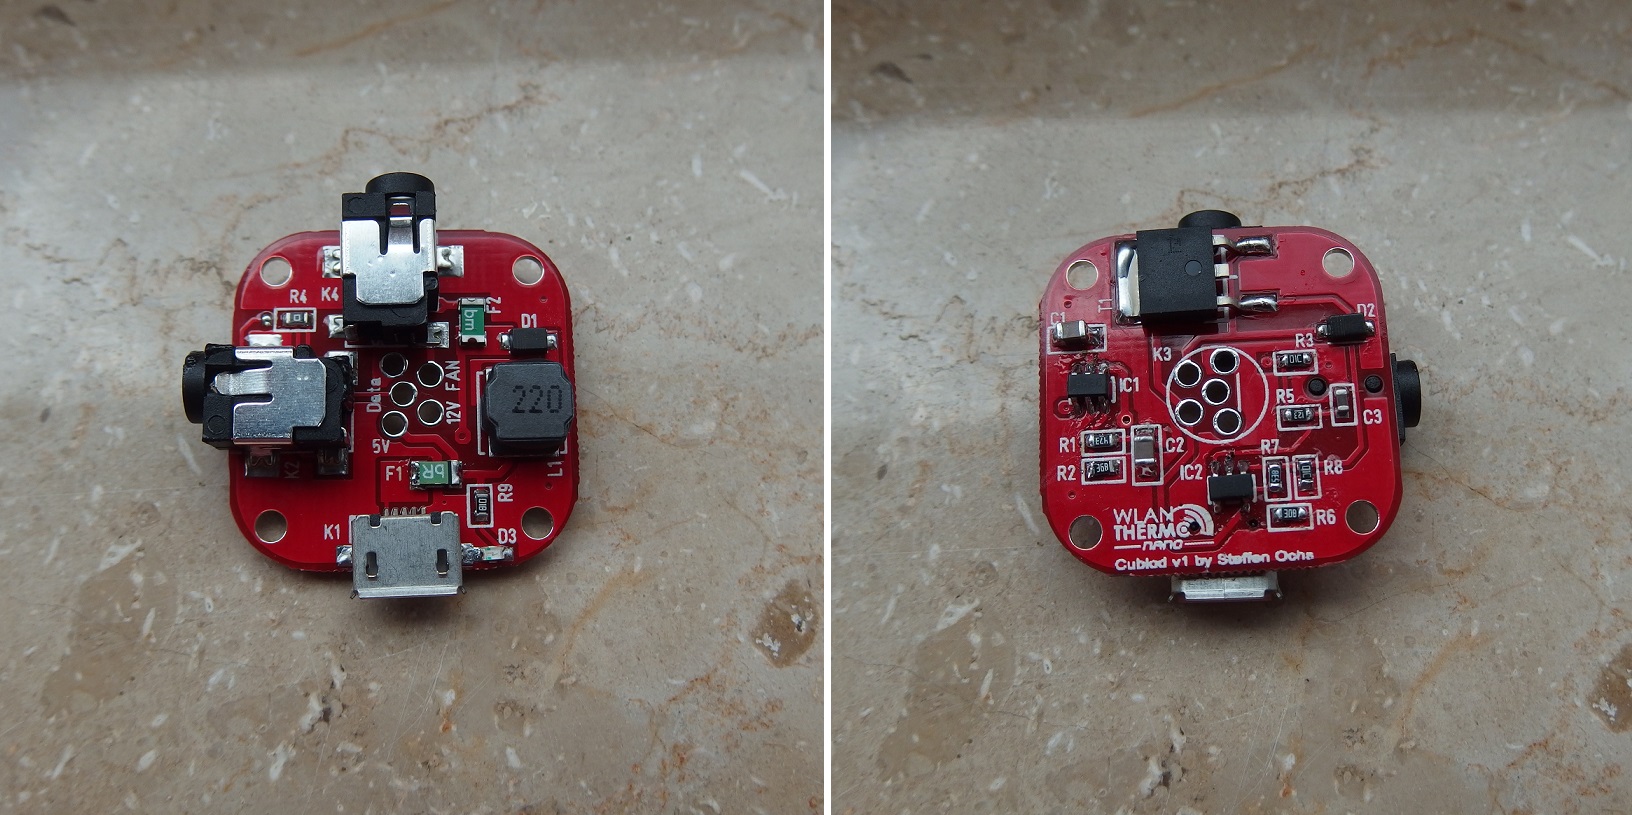 R4
K4
F2
bm
D1
Data
12V FAN
220
5V
K2
L1
F1
bR
R9
K1
D3
T1
C1
D2
K3
R3
IC1
R5
C3
R1
C2
R2
IC2
R7
R8
R6
WLAN
THERMO
nano
Cubiod v1 by Steffen Ochs